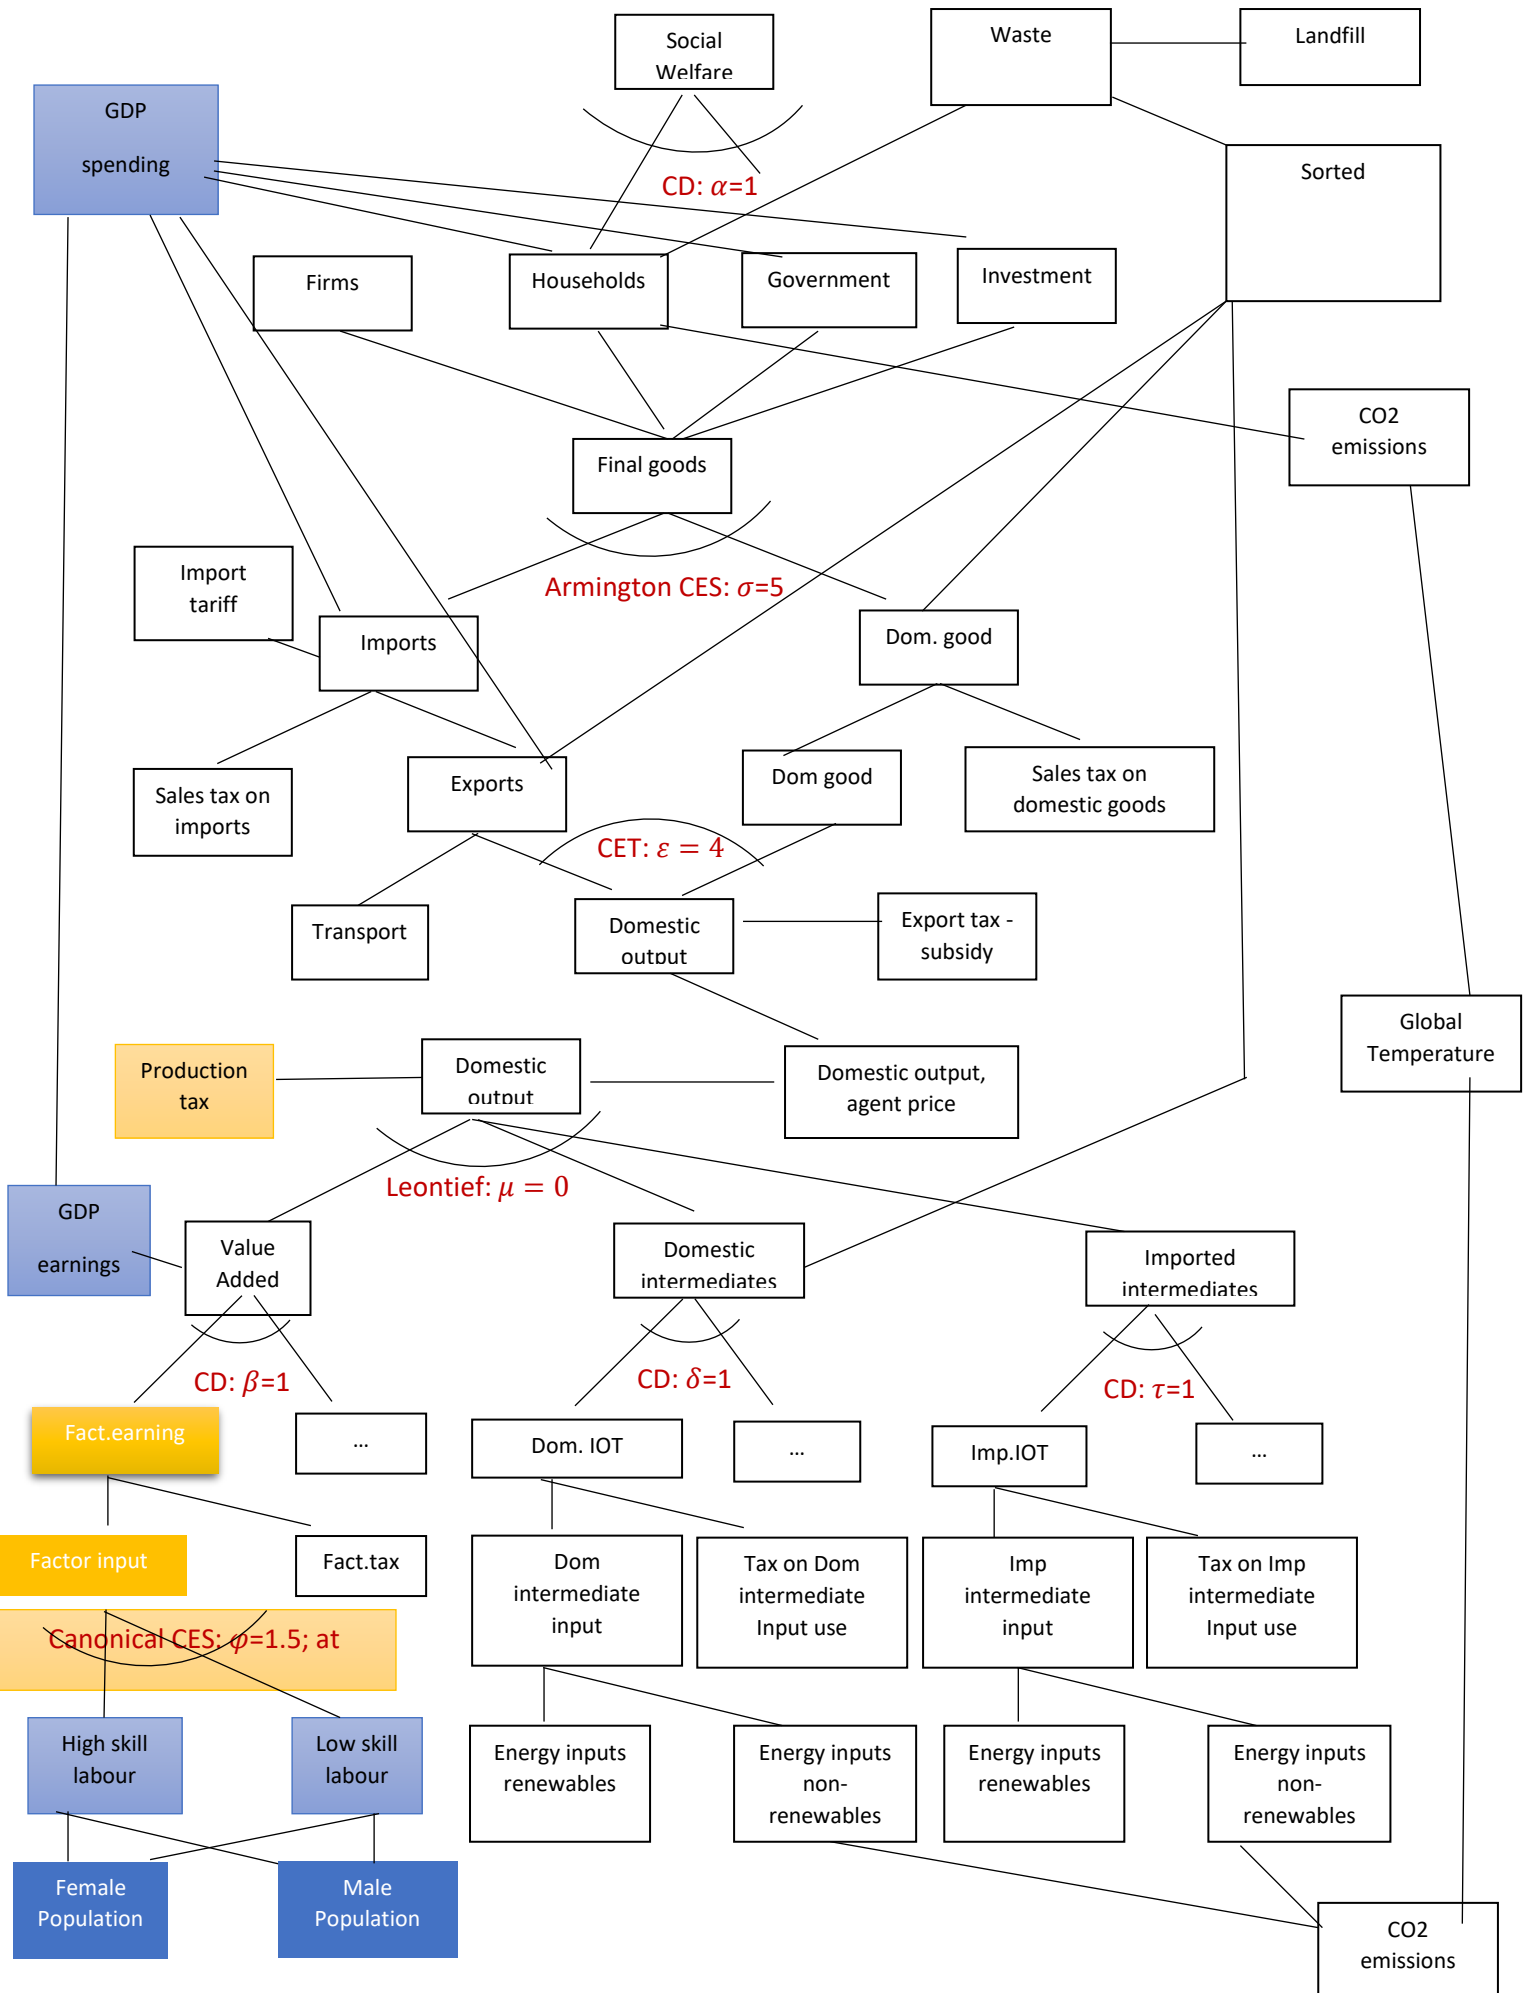 Social
Welfare
Waste
Landfill
GDP
spending
Sorted
CD: α=1
Firms
Households
Government
Investment
CO2
emissions
Final goods
Import
tariff
Armington CES: σ=5
Imports
Dom. good
Sales tax on
imports
Exports
Dom good
Sales tax on
domestic goods
CET: ε = 4
Transport
Domestic
output
Export tax -
subsidy
Global
Temperature
Production
tax
Domestic
output
Domestic output,
agent price
Leontief: μ = 0
GDP
earnings
Value
Added
Domestic
intermediates
Imported
intermediates
CD: β=1
CD: δ=1
CD: τ=1
Fact.earning
...
Dom. IOT
...
Imp.IOT
...
Factor input
Fact.tax
Dom
intermediate
input
Tax on Dom
intermediate
Input use
Imp
intermediate
input
Tax on Imp
intermediate
Input use
Canonical CES: φ=1.5; at
High skill
labour
Low skill
labour
Energy inputs
renewables
Energy inputs
non-
renewables
Energy inputs
renewables
Energy inputs
non-
renewables
Female
Population
Male
Population
CO2
emissions